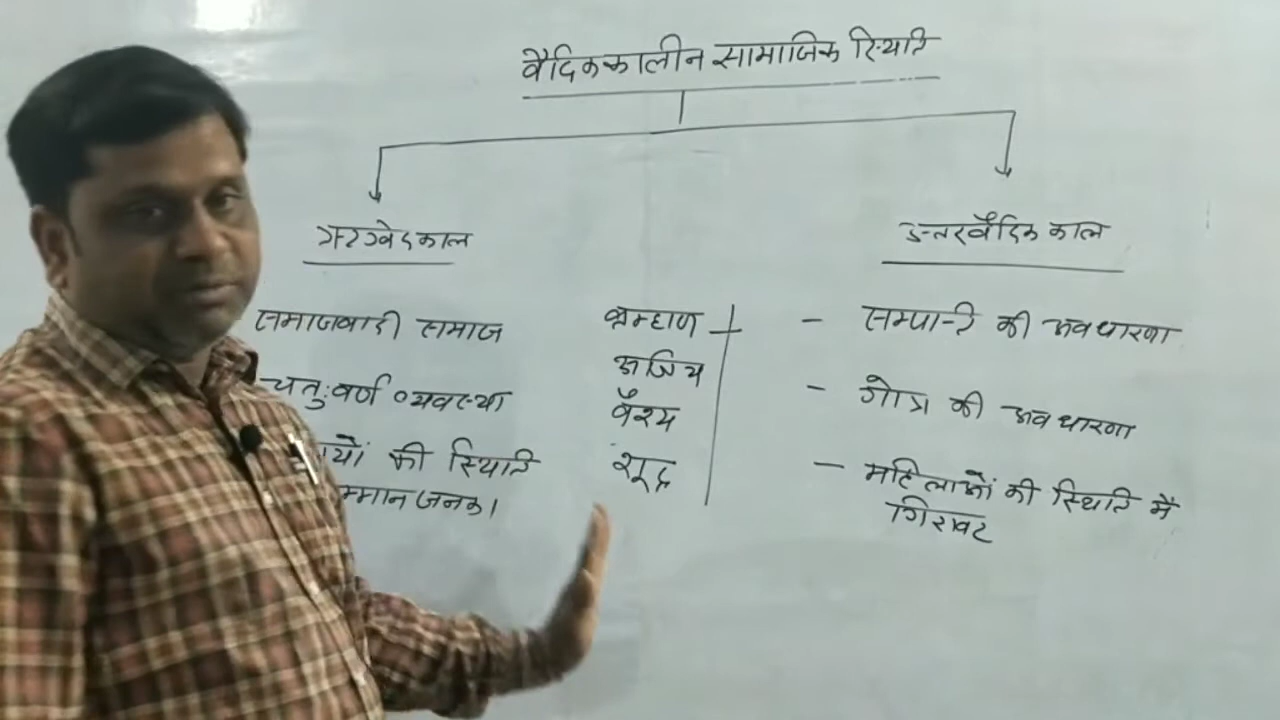 वैदिककालीन सामाजिक स्थिति
ऋग्वेदकाल
समाजवादी समाज
चतुःवर्ण व्यवस्था
की स्थिति
म्मानजनक।
ब्राम्हाण
क्षत्रिय
वैश्य
शूद्र
उत्तरवैदिक काल
- सम्पत्ति की अवधारणा
- गोत्र की अवधारणा
- महिलाओं की स्थिति में
गिरावट